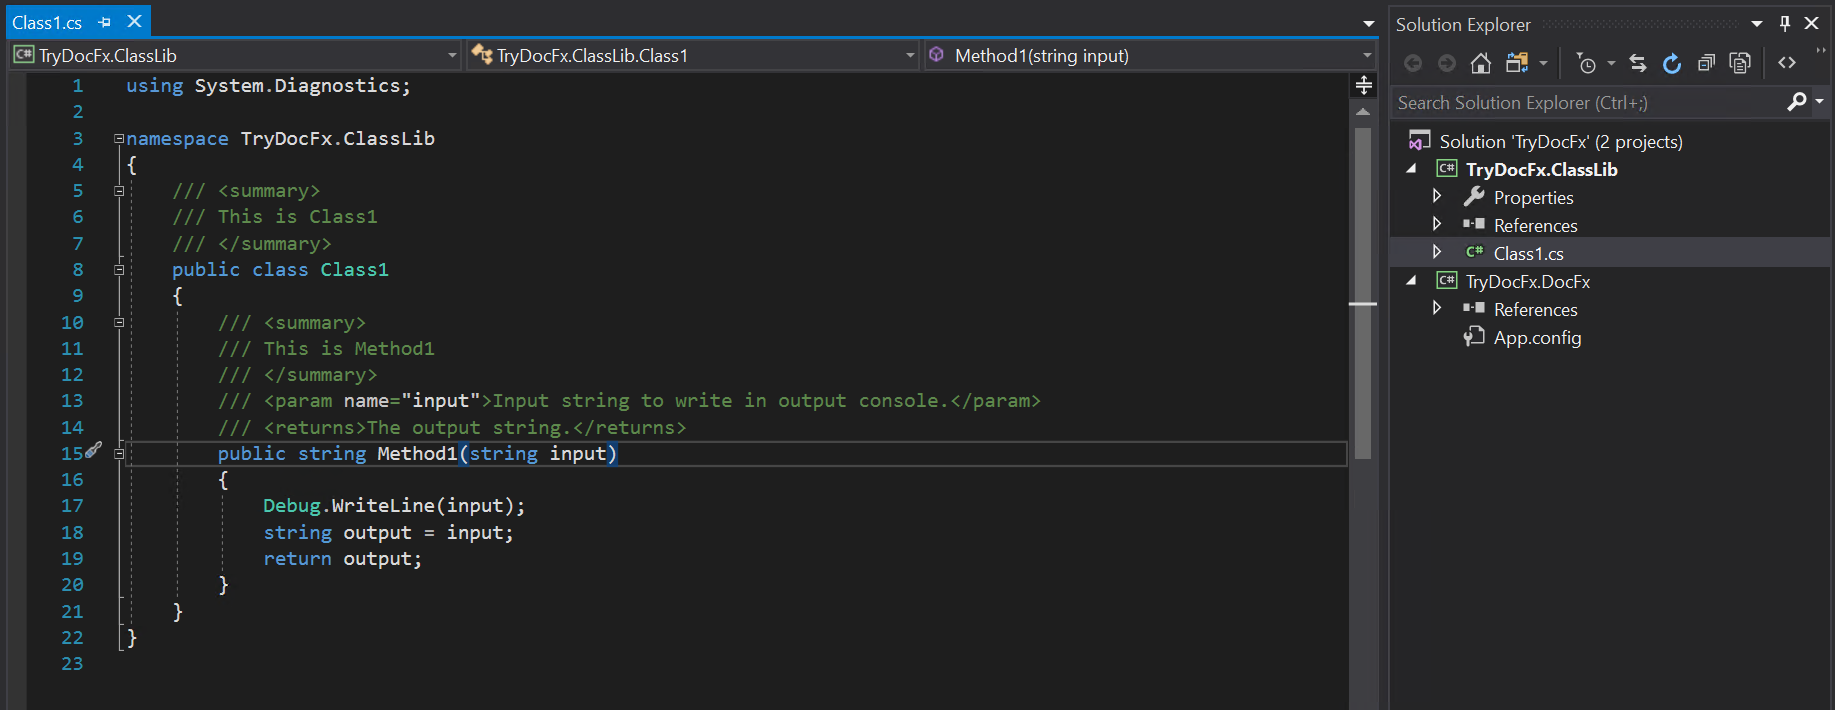 Class1.cs
TryDocFx.ClassLib
TryDocFx.ClassLib.Class1
Method1(string input)
1 using System.Diagnostics;
2
3 namespace TryDocFx.ClassLib
4 {
5 /// <summary>
6 /// This is Class1
7 /// </summary>
8 public class Class1
9 {
10 /// <summary>
11 /// This is Method1
12 /// </summary>
13 /// <param name="input">Input string to write in output console.</param>
14 /// <returns>The output string.</returns>
15 public string Method1(string input)
16 {
17 Debug.WriteLine(input);
18 string output = input;
19 return output;
20 }
21 }
22 }
23
Solution Explorer
Search Solution Explorer (Ctrl+;)
Solution 'TryDocFx' (2 projects)
C# TryDocFx.ClassLib
Properties
References
C# Class1.cs
C# TryDocFx.DocFx
References
App.config